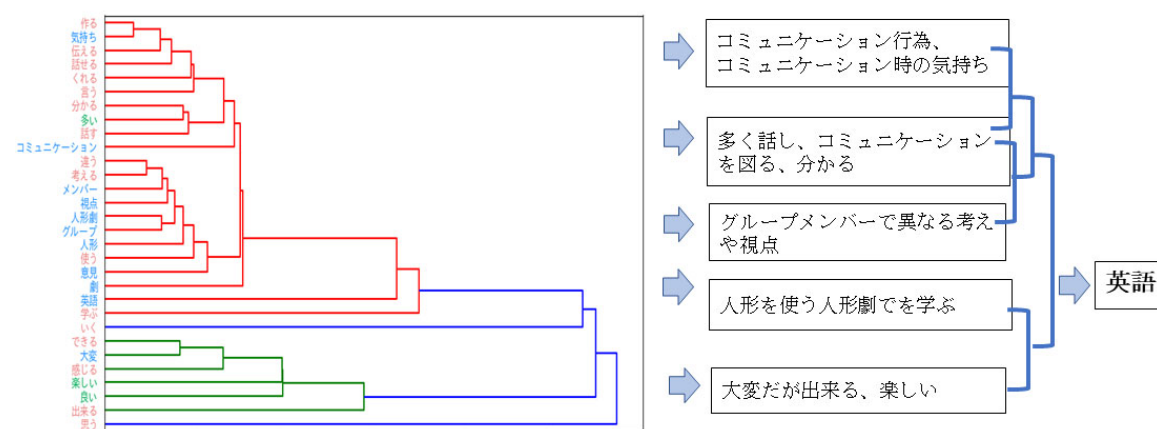 作る
気持ち
伝える
話せる
くれる
言う
分かる
多い
話す
コミュニケーション
違う
考える
メンバー
視点
人形劇
グループ
人形
使う
意見
劇
英語
学ぶ
いく
できる
大変
感じる
楽しい
良い
出来る
思う
コミュニケーション行為、
コミュニケーション時の気持ち
多く話し、コミュニケーション
を図る、分かる
グループメンバーで異なる考え
や視点
人形を使う人形劇でを学ぶ
大変だが出来る、楽しい
英語